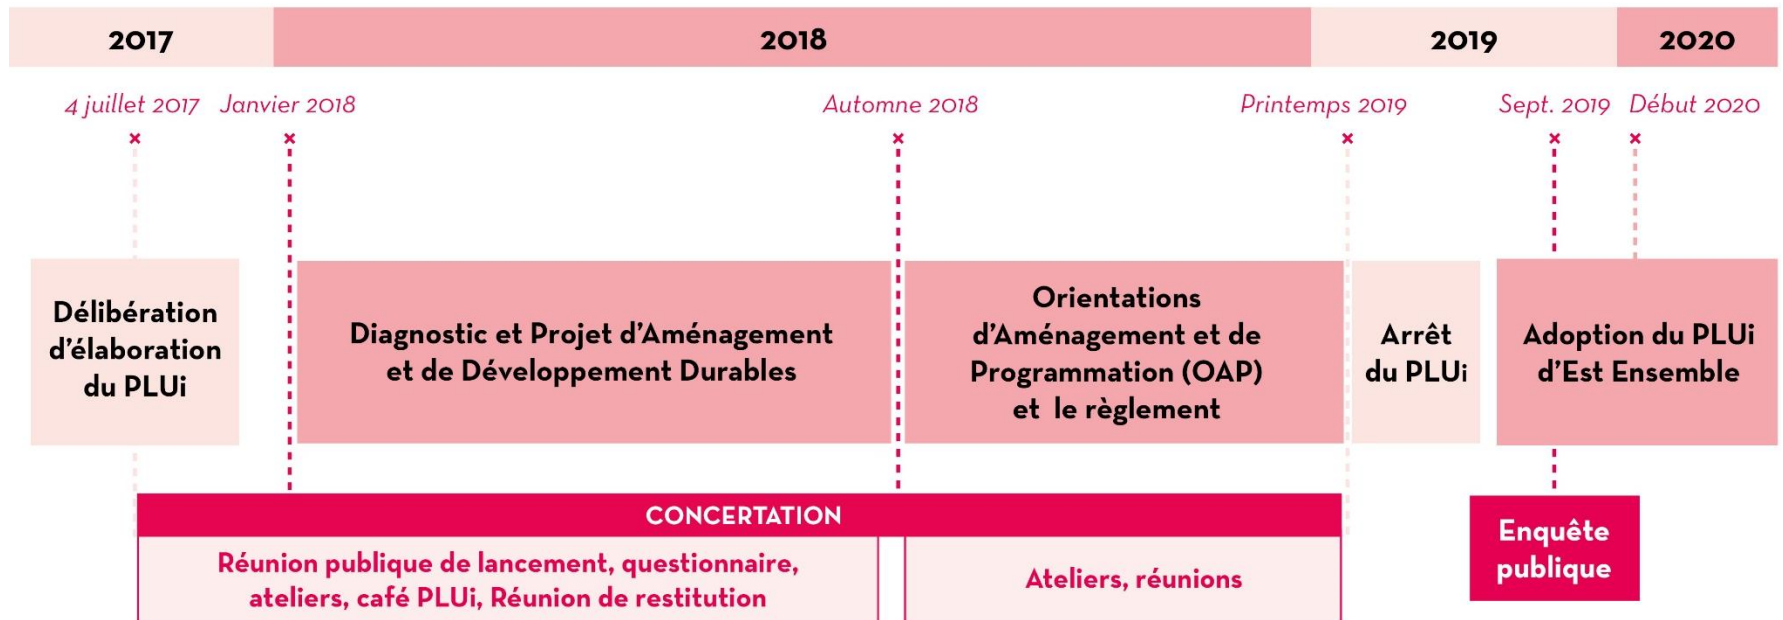 2017
2018
2019
2020
4 juillet 2017
Janvier 2018
Automne 2018
Printemps 2019
Sept. 2019
Début 2020
Délibération
d'élaboration
du PLUi
Diagnostic et Projet d'Aménagement
et de Développement Durables
Orientations
d'Aménagement et de
Programmation (OAP)
et le règlement
Arrêt
du PLUi
Adoption du PLUi
d'Est Ensemble
CONCERTATION
Réunion publique de lancement, questionnaire,
ateliers, café PLUi, Réunion de restitution
Ateliers, réunions
Enquête
publique